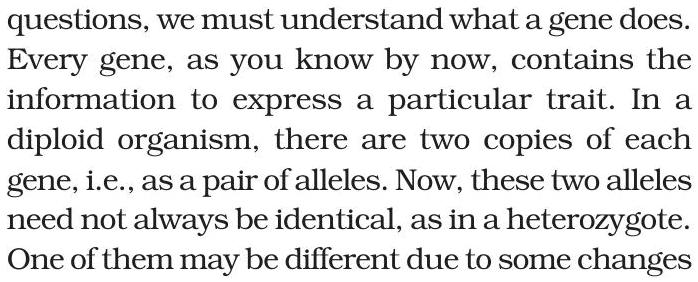 questions, we must understand what a gene does.
Every gene, as you know by now, contains the
information to express a particular trait. In a
diploid organism, there are two copies of each
gene, i.e., as a pair of alleles. Now, these two alleles
need not always be identical, as in a heterozygote.
One of them may be different due to some changes